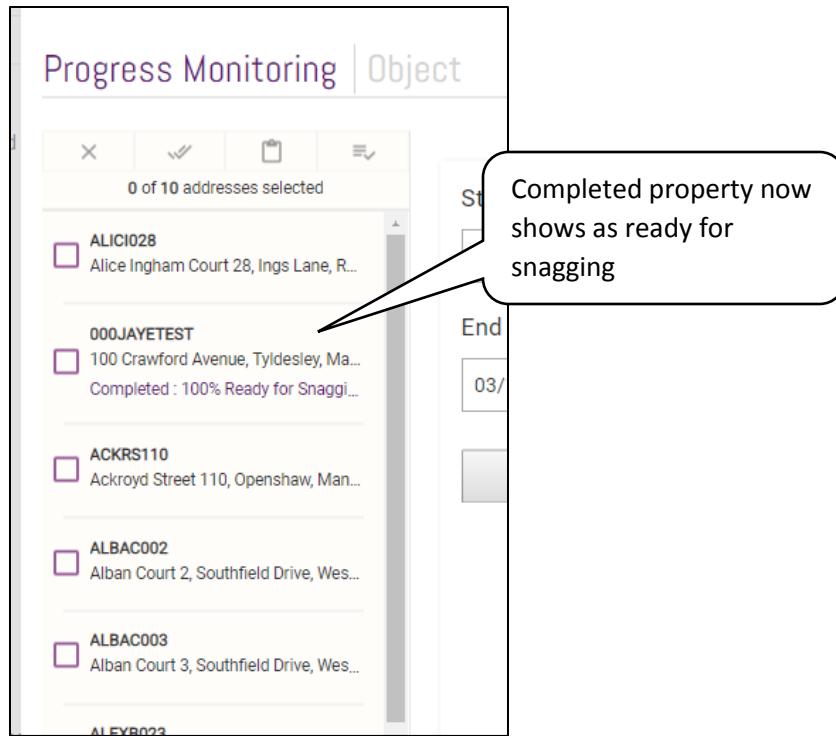 Progress Monitoring Object
0 of 10 addresses selected
ALICI028
Alice Ingham Court 28, Ings Lane, R...
000JAYETEST
100 Crawford Avenue, Tyldesley, Ma...
Completed : 100% Ready for Snaggi...
ACKRS110
Ackroyd Street 110, Openshaw, Man...
ALBAC002
Alban Court 2, Southfield Drive, Wes...
ALBAC003
Alban Court 3, Southfield Drive, Wes...
ALEXB023
St
End
03/
Completed property now
shows as ready for
snagging